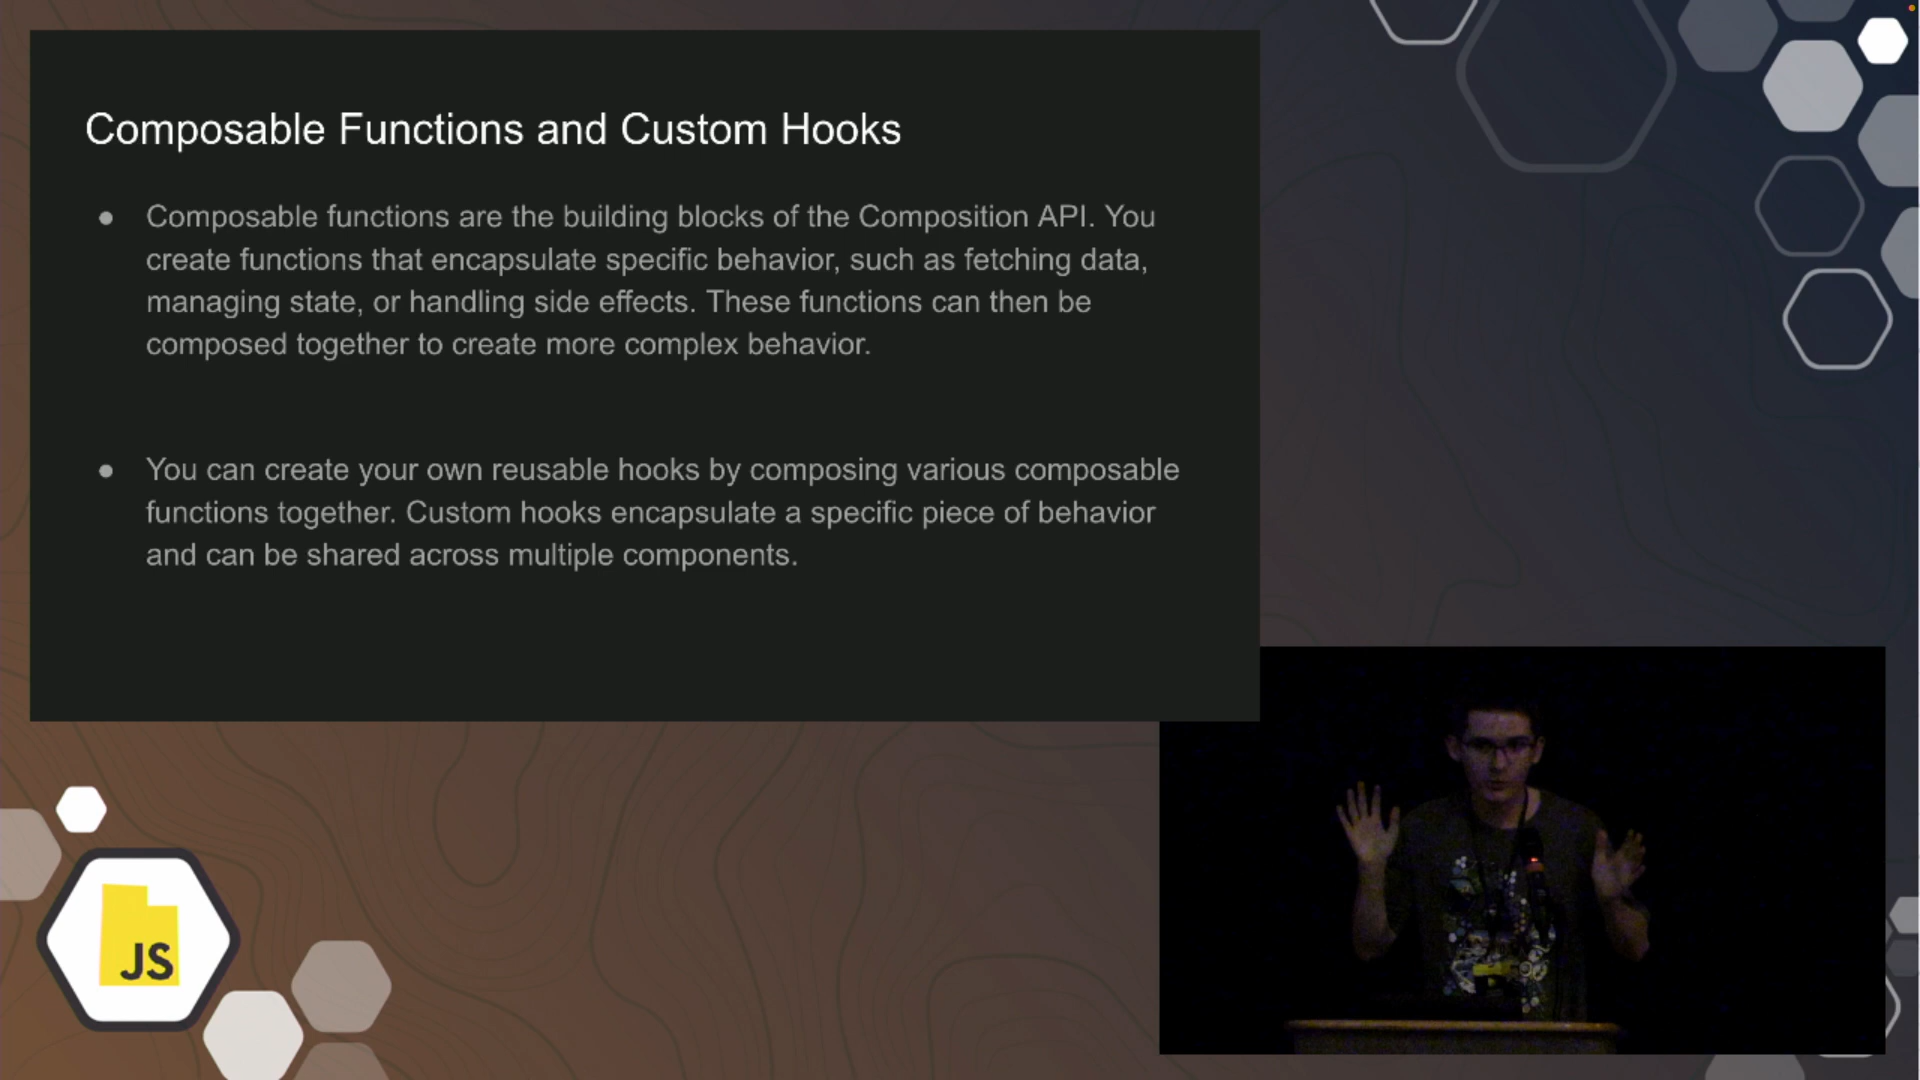 Composable Functions and Custom Hooks
● Composable functions are the building blocks of the Composition API. You
create functions that encapsulate specific behavior, such as fetching data,
managing state, or handling side effects. These functions can then be
composed together to create more complex behavior.
● You can create your own reusable hooks by composing various composable
functions together. Custom hooks encapsulate a specific piece of behavior
and can be shared across multiple components.
JS